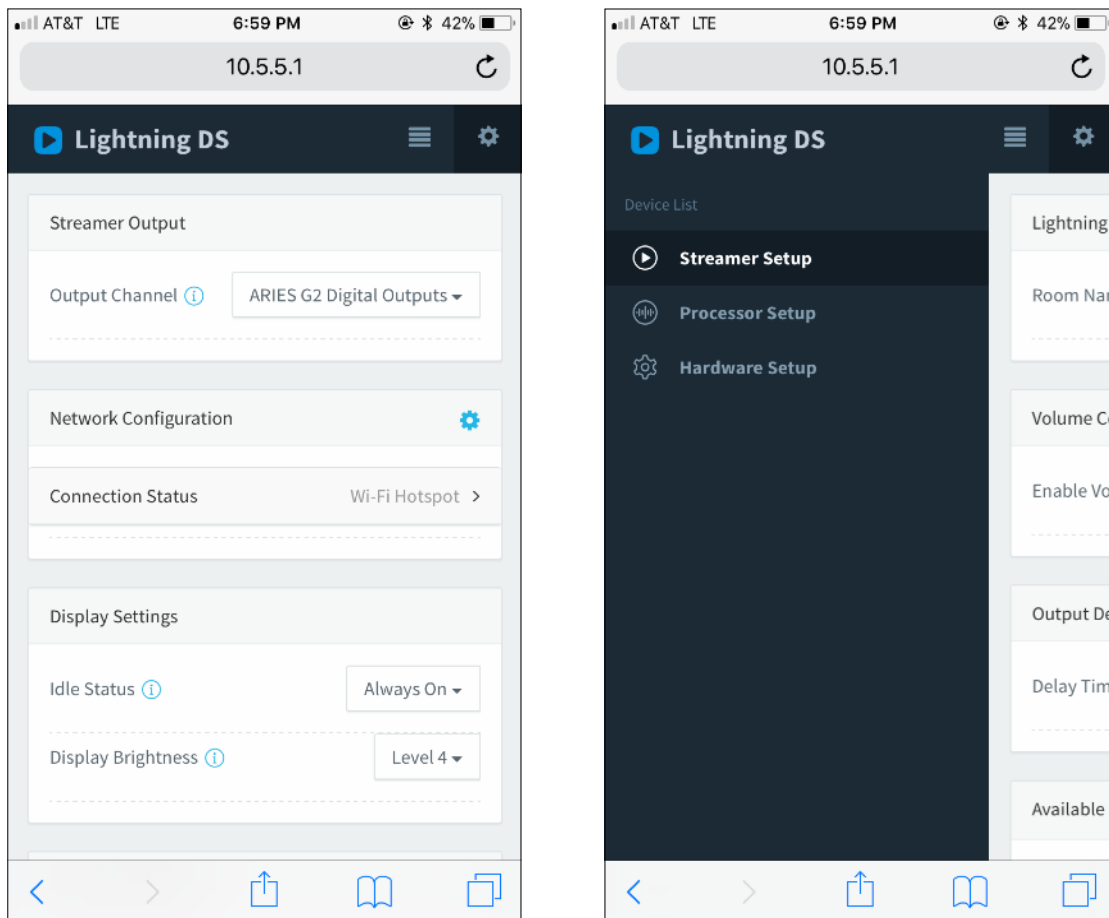 AT&T LTE 6:59 PM 42%
10.5.5.1
Lightning DS
Streamer Output
Output Channel ARIES G2 Digital Outputs
Network Configuration
Connection Status Wi-Fi Hotspot
Display Settings
Idle Status Always On
Display Brightness Level 4
AT&T LTE 6:59 PM 42%
10.5.5.1
Lightning DS
Device List
Streamer Setup
Processor Setup
Hardware Setup
Lightning
Room Nar
Volume Co
Enable Vo
Output De
Delay Tim
Available